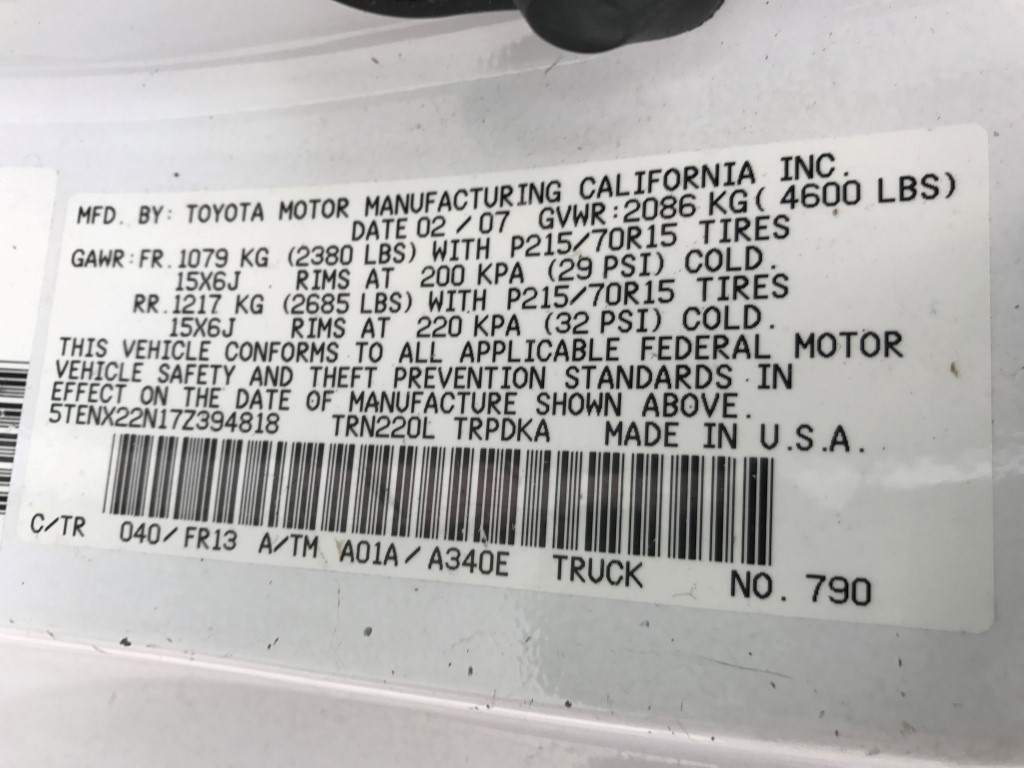 MFD. BY: TOYOTA MOTOR MANUFACTURING CALIFORNIA INC.
DATE 02 / 07 GVWR: 2086 KG ( 4600 LBS)
GAWR: FR. 1079 KG (2380 LBS) WITH P215/70R15 TIRES
15X6J RIMS AT 200 KPA (29 PSI) COLD.
RR. 1217 KG (2685 LBS) WITH P215/70R15 TIRES
15X6J RIMS AT 220 KPA (32 PSI) COLD.
THIS VEHICLE CONFORMS TO ALL APPLICABLE FEDERAL MOTOR
VEHICLE SAFETY AND THEFT PREVENTION STANDARDS IN
EFFECT ON THE DATE OF MANUFACTURE SHOWN ABOVE.
5TENX22N17Z394818 TRN220L TRPDKA MADE IN U.S.A.
C/TR 040/FR13 A/TM A01A/A340E TRUCK NO. 790